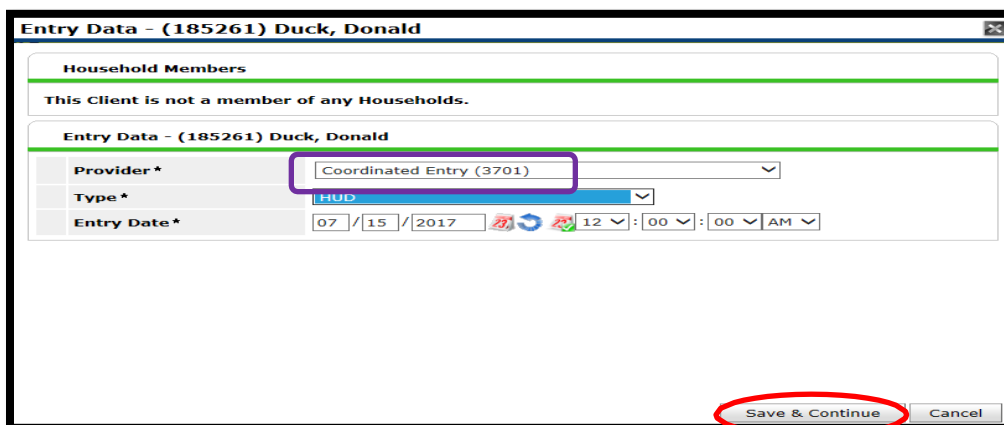 Entry Data - (185261) Duck, Donald
Household Members
This Client is not a member of any Households.
Entry Data - (185261) Duck, Donald
Provider* Coordinated Entry (3701)
Type* HUD
Entry Date* 07 / 15 / 2017 12 : 00 : 00 AM
Save & Continue Cancel